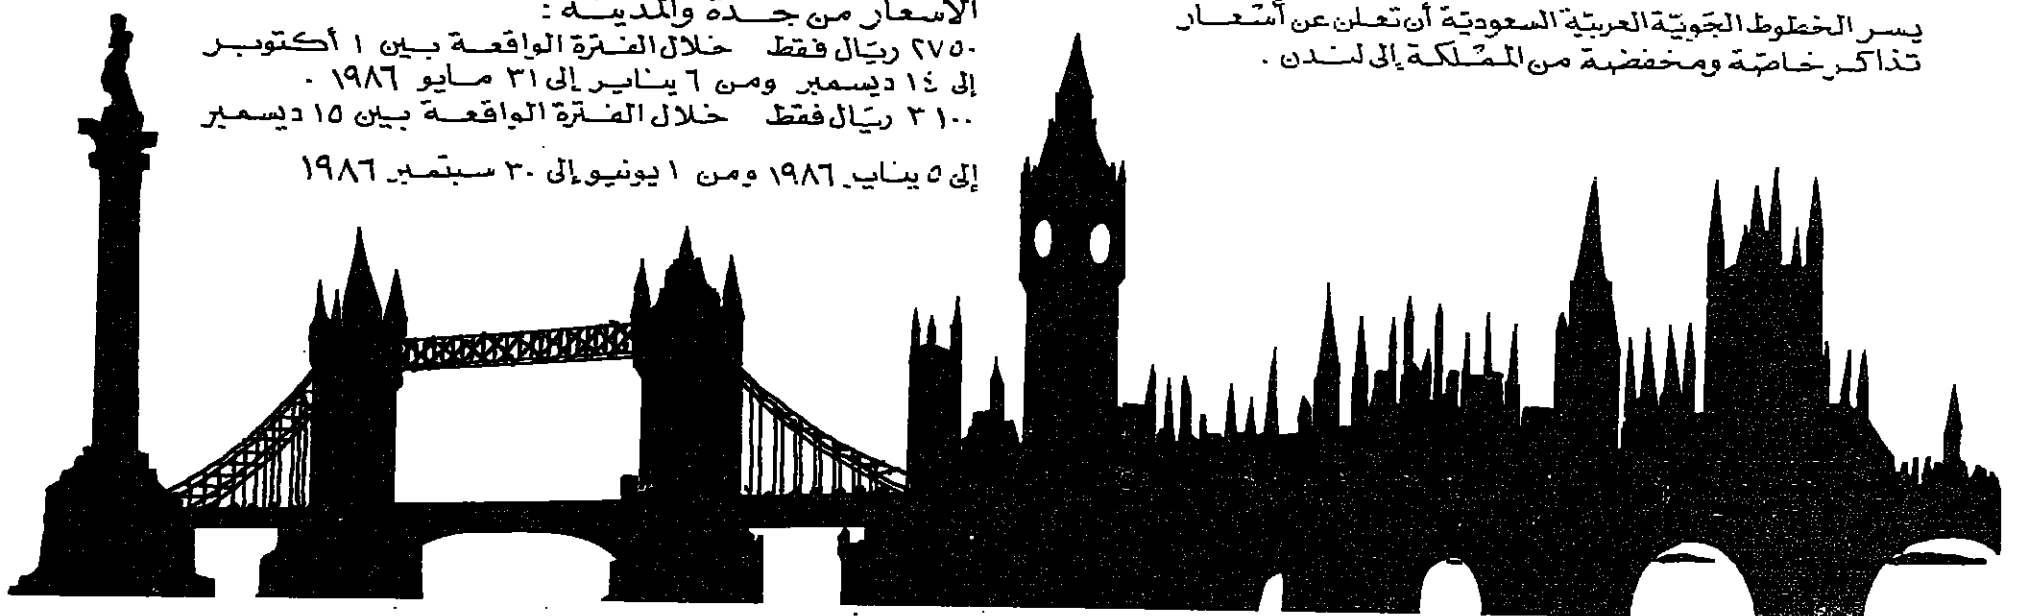 يسر الخطوط الجوية العربية السعودية أن تعلن عن أسعار
تذاكر خاصة ومخفضة من المملكة إلى لندن .
الأسعار من جدة والمدينة :
٢٧٥٠ ريال فقط خلال الفترة الواقعة بين ١ أكتوبر
إلى ١٤ ديسمبر ومن ٦ يناير إلى ٣١ مايو ١٩٨٦ .
٣١٠٠ ريال فقط خلال الفترة الواقعة بين ١٥ ديسمبر
إلى ٥ يناير ١٩٨٦ ومن ١ يونيو إلى ٣٠ سبتمبر ١٩٨٦